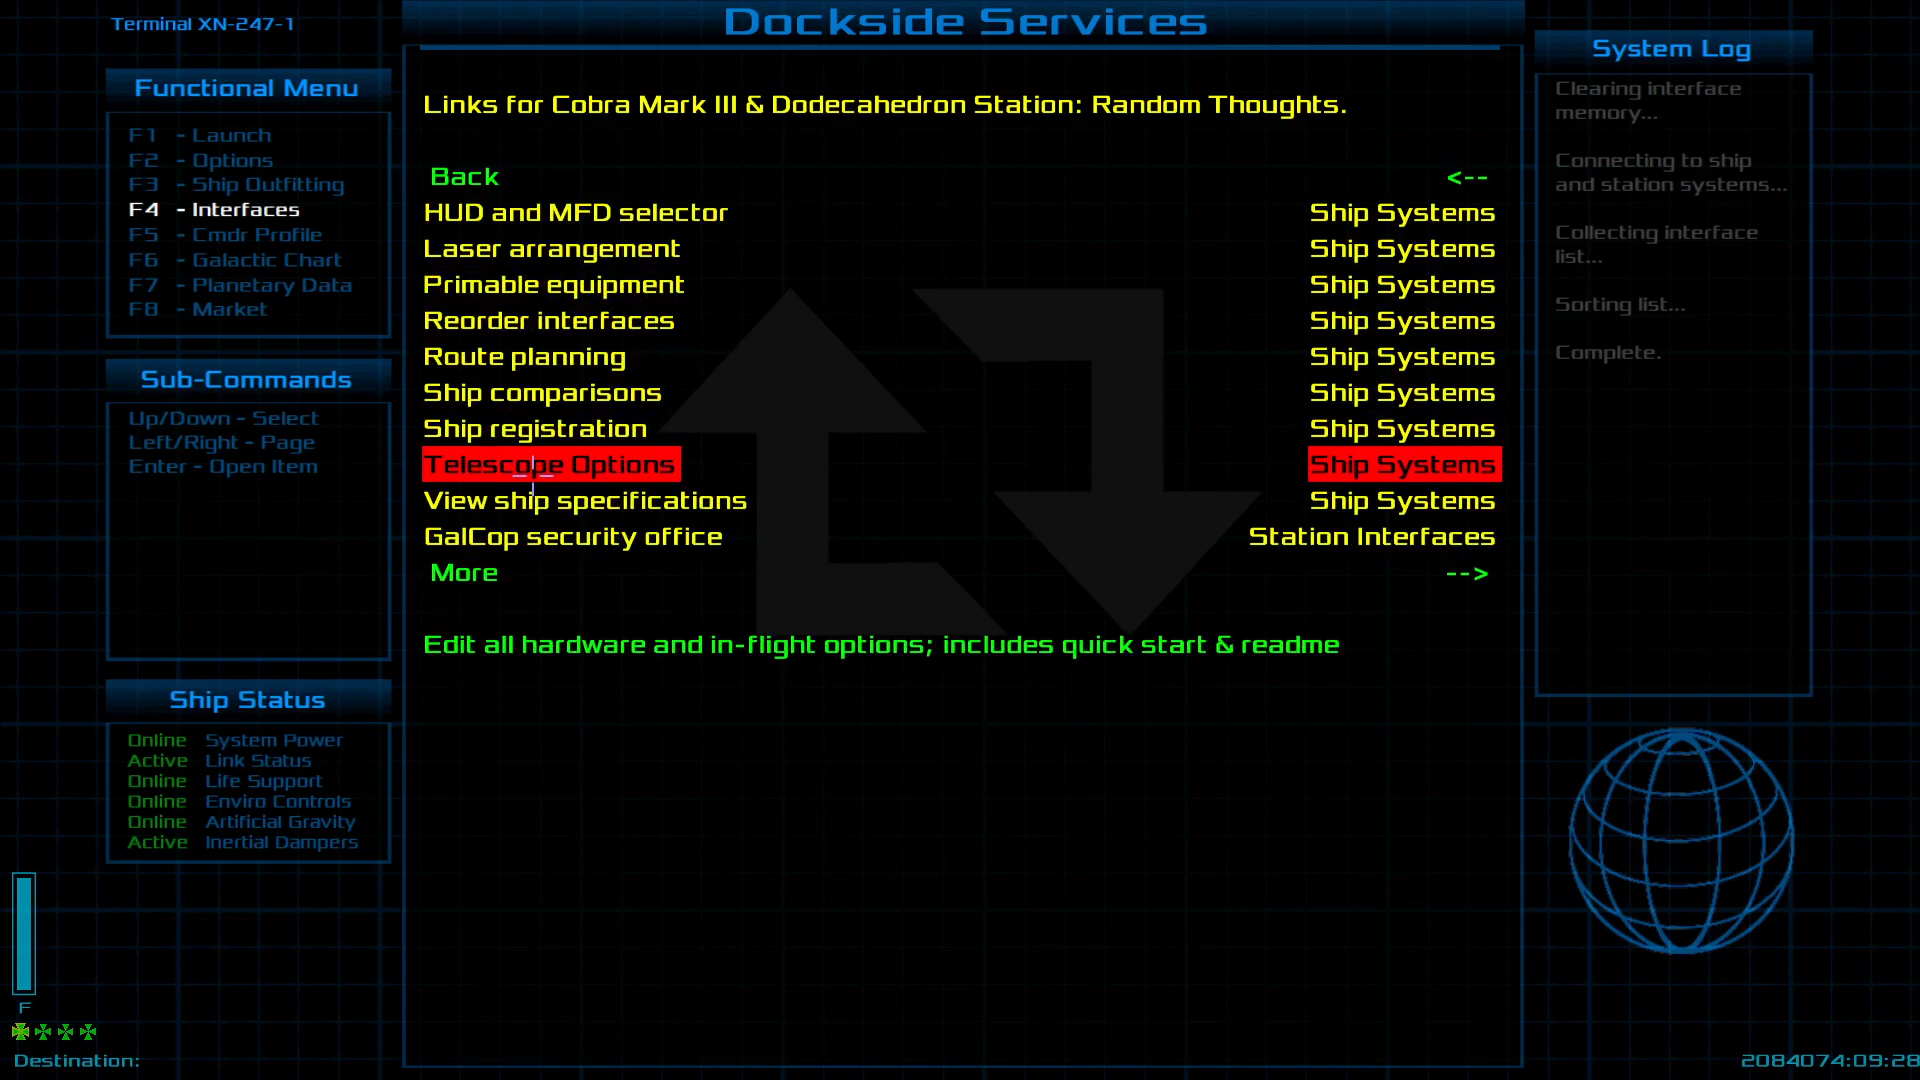 Terminal XN-247-1
Dockside Services
Functional Menu
F1 - Launch
F2 - Options
F3 - Ship Outfitting
F4 - Interfaces
F5 - Cmdr Profile
F6 - Galactic Chart
F7 - Planetary Data
F8 - Market
Sub-Commands
Up/Down - Select
Left/Right - Page
Enter - Open Item
Ship Status
Online System Power
Active Link Status
Online Life Support
Online Enviro Controls
Online Artificial Gravity
Active Inertial Dampers
F
Destination:
Links for Cobra Mark III & Dodecahedron Station: Random Thoughts.
Back <--
HUD and MFD selector Ship Systems
Laser arrangement Ship Systems
Primable equipment Ship Systems
Reorder interfaces Ship Systems
Route planning Ship Systems
Ship comparisons Ship Systems
Ship registration Ship Systems
Telescope Options Ship Systems
View ship specifications Ship Systems
GalCop security office Station Interfaces
More -->
Edit all hardware and in-flight options; includes quick start & readme
System Log
Clearing interface
memory...
Connecting to ship
and station systems...
Collecting interface
list...
Sorting list...
Complete.
2084074:09:28